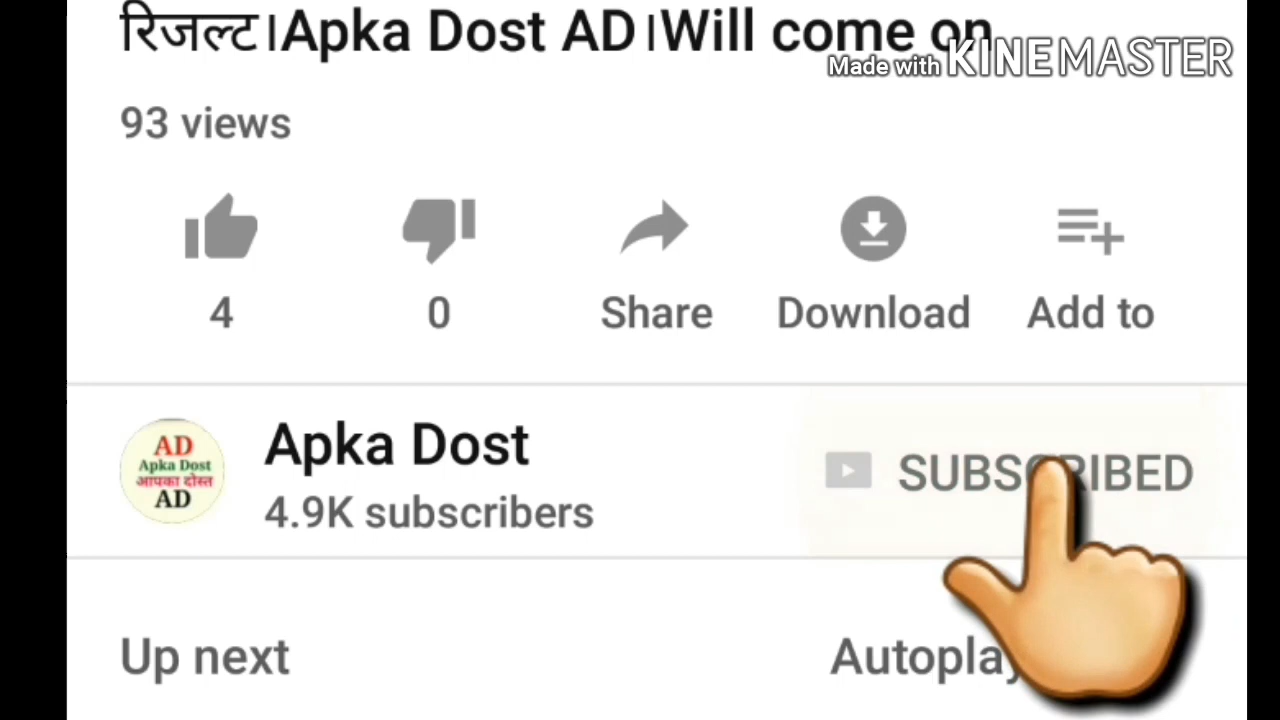 रिजल्ट।Apka Dost AD।Will come on
Made with KINEMASTER
93 views
4
0
Share
Download
Add to
AD
Apka Dost
आपका दोस्त
AD
Apka Dost
4.9K subscribers
SUBSCRIBED
Up next
Autoplay